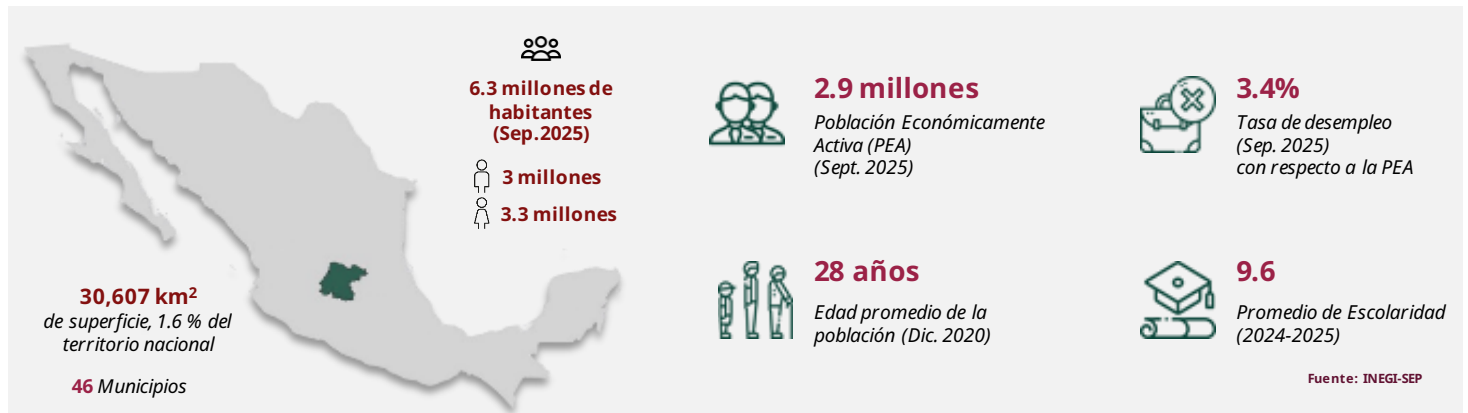 6.3 millones de
habitantes
(Sep.2025)
3 millones
3.3 millones
30,607 km²
de superficie, 1.6 % del
territorio nacional
46 Municipios
2.9 millones
Población Económicamente
Activa (PEA)
(Sept. 2025)
3.4%
Tasa de desempleo
(Sep. 2025)
con respecto a la PEA
28 años
Edad promedio de la
población (Dic. 2020)
9.6
Promedio de Escolaridad
(2024-2025)
Fuente: INEGI-SEP